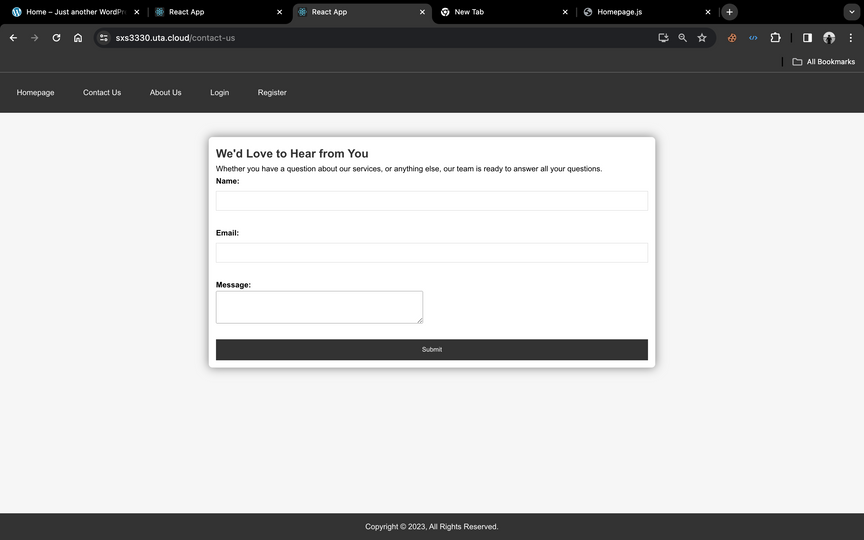 Home – Just another WordPr
React App
React App
New Tab
Homepage.js
sxs3330.uta.cloud/contact-us
All Bookmarks
Homepage
Contact Us
About Us
Login
Register
We'd Love to Hear from You
Whether you have a question about our services, or anything else, our team is ready to answer all your questions.
Name:
Email:
Message:
Submit
Copyright © 2023, All Rights Reserved.